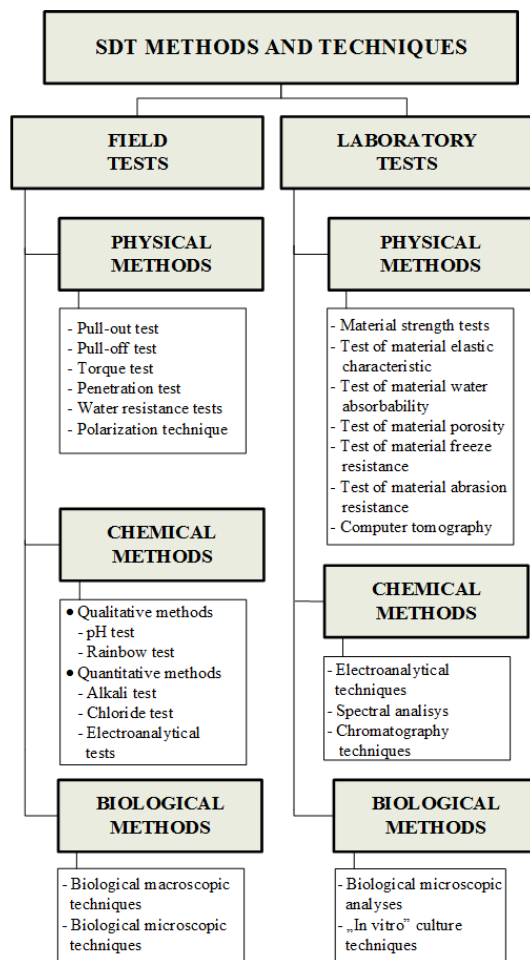 SDT METHODS AND TECHNIQUES
FIELD
TESTS
PHYSICAL
METHODS
- Pull-out test
- Pull-off test
- Torque test
- Penetration test
- Water resistance tests
- Polarization technique
CHEMICAL
METHODS
● Qualitative methods
- pH test
- Rainbow test
● Quantitative methods
- Alkali test
- Chloride test
- Electroanalytical
tests
BIOLOGICAL
METHODS
- Biological macroscopic
techniques
- Biological microscopic
techniques
LABORATORY
TESTS
PHYSICAL
METHODS
- Material strength tests
- Test of material elastic
characteristic
- Test of material water
absorbability
- Test of material porosity
- Test of material freeze
resistance
- Test of material abrasion
resistance
- Computer tomography
CHEMICAL
METHODS
- Electroanalytical
techniques
- Spectral analisys
- Chromatography
techniques
BIOLOGICAL
METHODS
- Biological microscopic
analyses
- „In vitro” culture
techniques